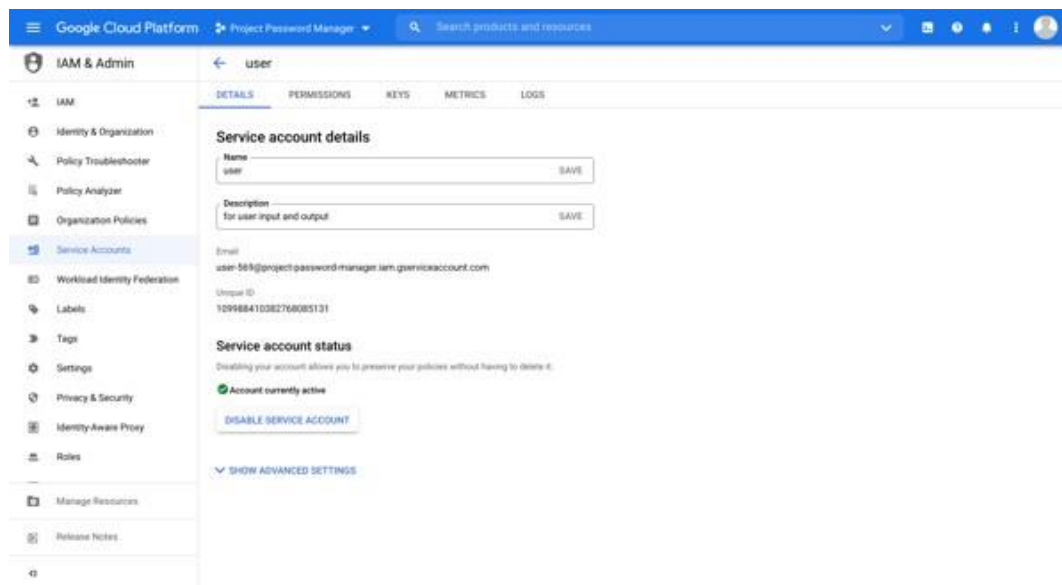 Google Cloud Platform
Project Password Manager
Search products and resources
IAM & Admin
user
DETAILS
PERMISSIONS
KEYS
METRICS
LOGS
IAM
Identity & Organization
Policy Troubleshooter
Policy Analyzer
Organization Policies
Service Accounts
Workload Identity Federation
Labels
Tags
Settings
Privacy & Security
Identity-Aware Proxy
Roles
Manage Resources
Release Notes
Service account details
Name
user
SAVE
Description
for user input and output
SAVE
Email
user-569@project-password-manager.iam.gserviceaccount.com
Unique ID
109988410382768085131
Service account status
Disabling your account allows you to preserve your policies without having to delete it.
Account currently active
DISABLE SERVICE ACCOUNT
SHOW ADVANCED SETTINGS